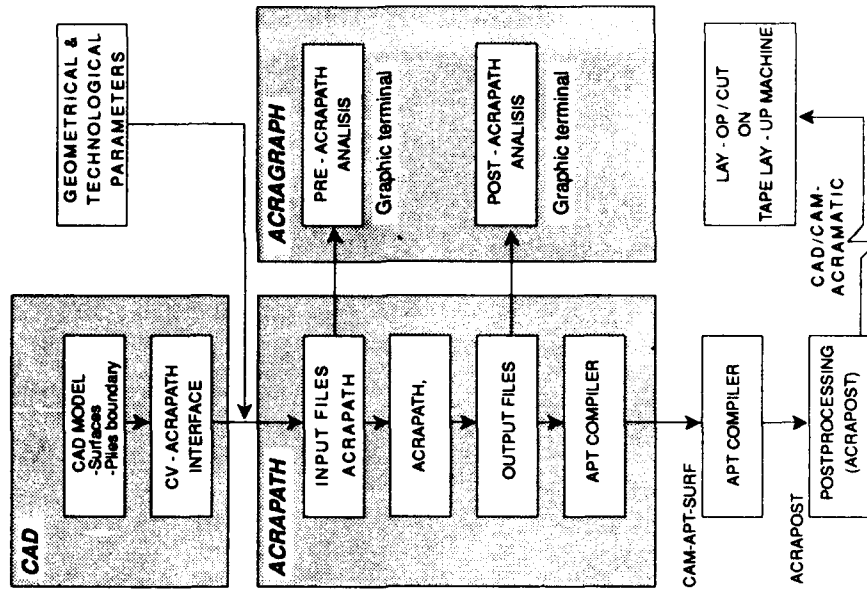 CAD
CAD MODEL
-Surfaces
-Plies boundary
CV - ACRAPATH
INTERFACE
GEOMETRICAL &
TECHNOLOGICAL
PARAMETERS
ACRAPATH
INPUT FILES
ACRAPATH
ACRAPATH,
OUTPUT FILES
APT COMPILER
ACRAGRAPH
PRE - ACRAPATH
ANALISIS
Graphic terminal
POST - ACRAPATH
ANALISIS
Graphic terminal
CAM-APT-SURF
APT COMPILER
ACRAPOST
POSTPROCESSING
(ACRAPOST)
CAD/CAM-
ACRAMATIC
LAY - OP / CUT
ON
TAPE LAY - UP MACHINE